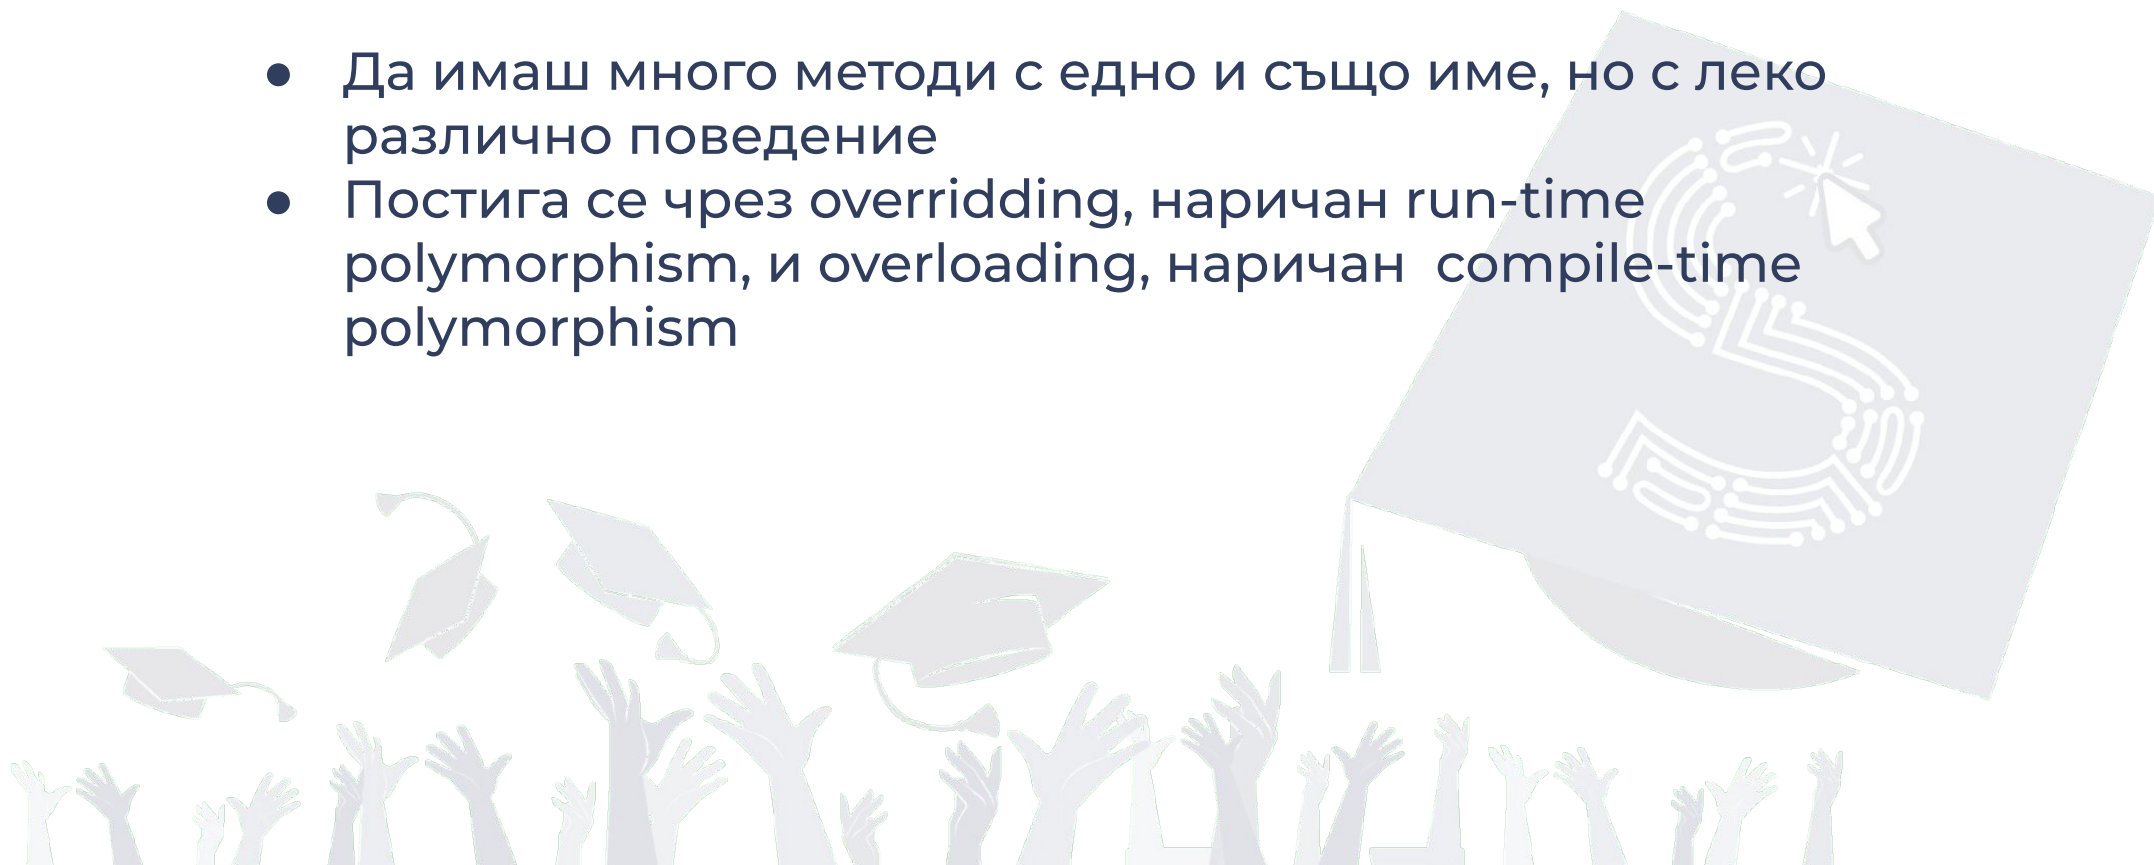 ● Да имаш много методи с едно и също име, но с леко
различно поведение
● Постига се чрез overridding, наричан run-time
polymorphism, и overloading, наричан  compile-time
polymorphism